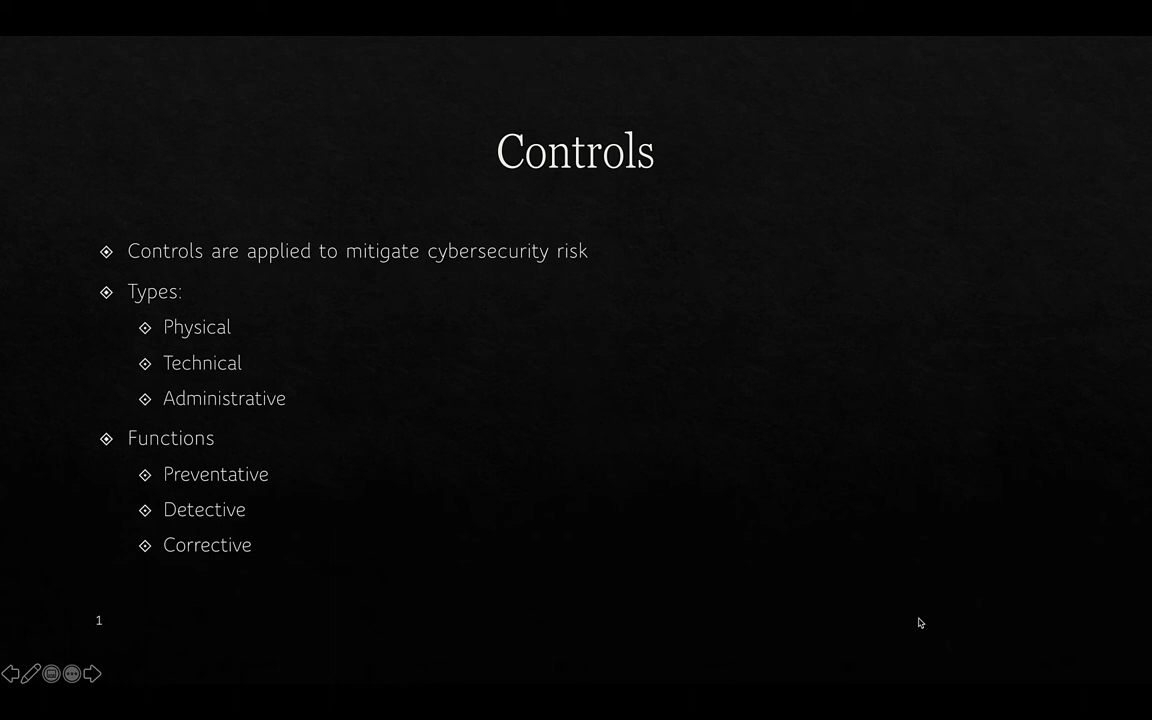 Controls
Controls are applied to mitigate cybersecurity risk
Types:
Physical
Technical
Administrative
Functions
Preventative
Detective
Corrective
1